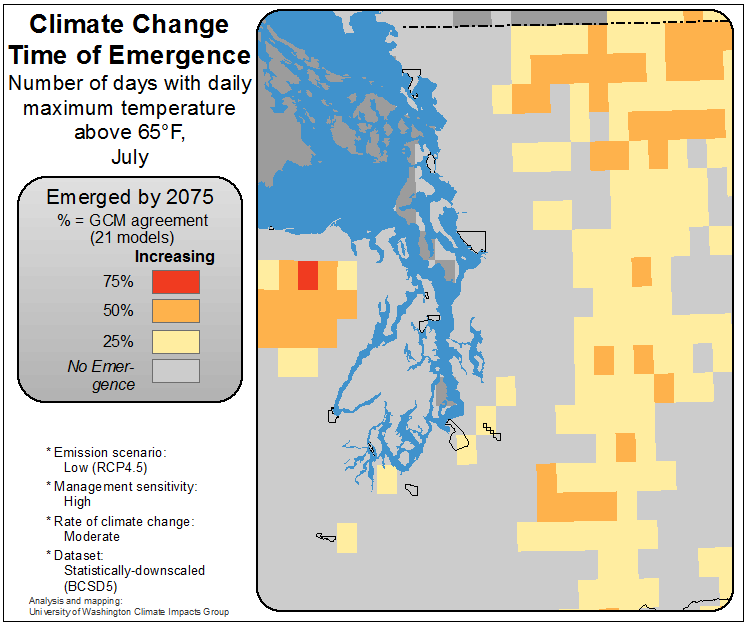 Climate Change
Time of Emergence
Number of days with daily
maximum temperature
above 65°F,
July
Emerged by 2075
% = GCM agreement
(21 models)
Increasing
75%
50%
25%
No Emer-
gence
* Emission scenario:
Low (RCP4.5)
* Management sensitivity:
High
* Rate of climate change:
Moderate
* Dataset:
Statistically-downscaled
(BCSD5)
Analysis and mapping:
University of Washington Climate Impacts Group